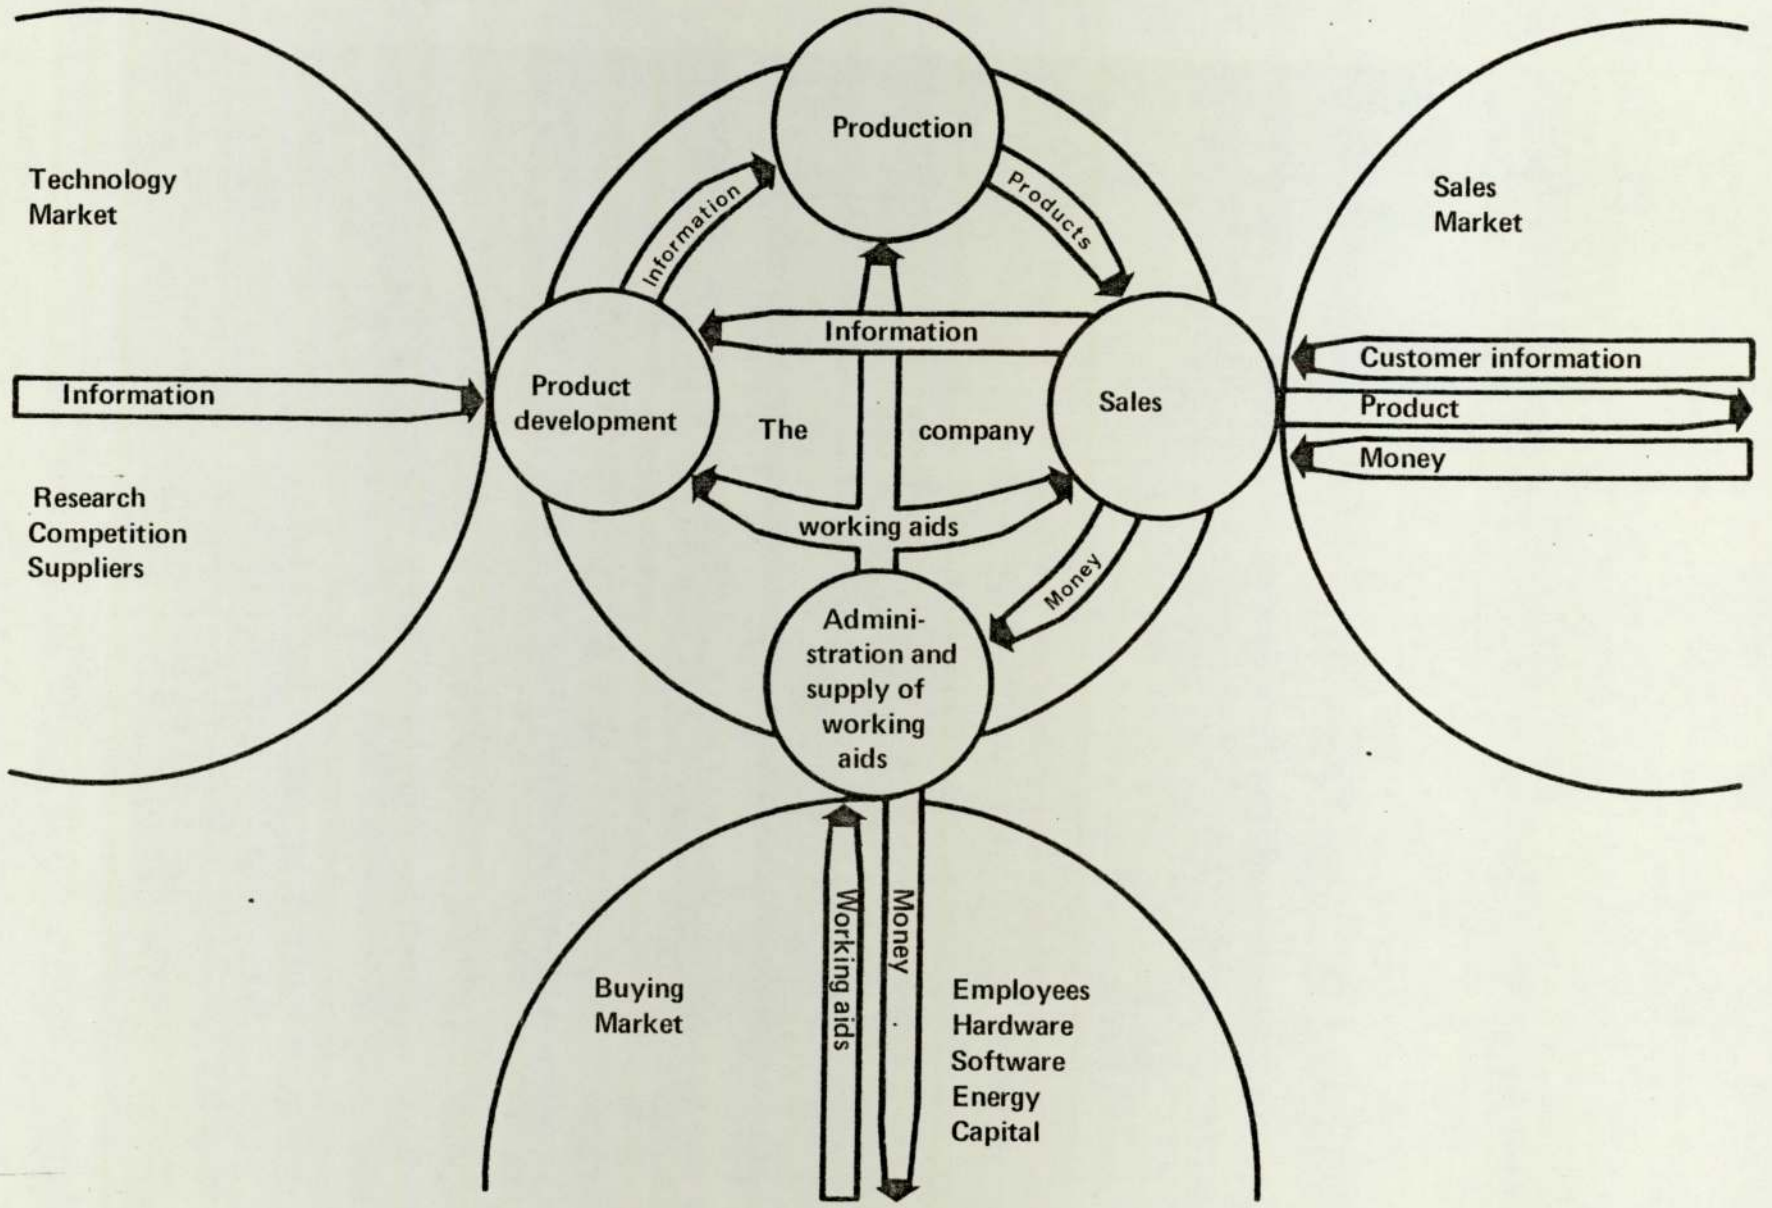 Production
Technology
Market
Sales
Market
Information
Products
Information
Customer information
Information
Product
development
Sales
Product
The
company
Money
Research
Competition
Suppliers
working aids
Money
Admini-
stration and
supply of
working
aids
Working aids
Money
Buying
Market
Employees
Hardware
Software
Energy
Capital